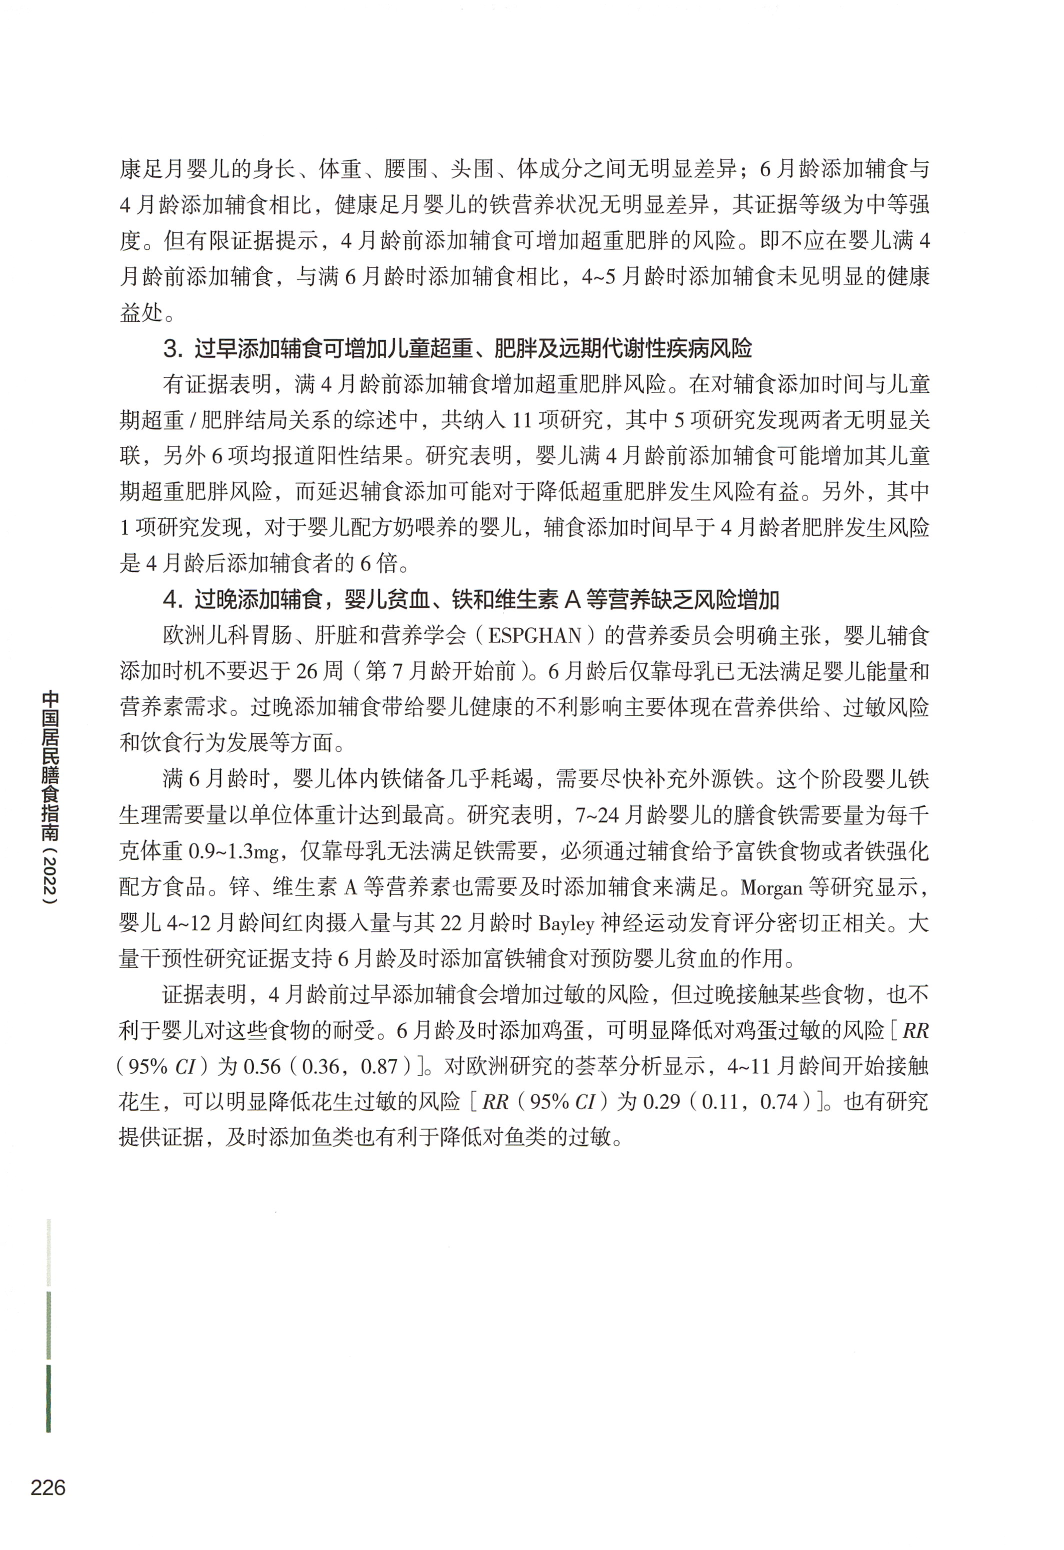 康足月婴儿的身长、体重、腰围、头围、体成分之间无明显差异；6 月龄添加辅食与
4 月龄添加辅食相比，健康足月婴儿的铁营养状况无明显差异，其证据等级为中等强
度。但有限证据提示，4 月龄前添加辅食可增加超重肥胖的风险。即不应在婴儿满 4
月龄前添加辅食，与满 6 月龄时添加辅食相比，4~5 月龄时添加辅食未见明显的健康
益处。
3. 过早添加辅食可增加儿童超重、肥胖及远期代谢性疾病风险
有证据表明，满 4 月龄前添加辅食增加超重肥胖风险。在对辅食添加时间与儿童
期超重 / 肥胖结局关系的综述中，共纳入 11 项研究，其中 5 项研究发现两者无明显关
联，另外 6 项均报道阳性结果。研究表明，婴儿满 4 月龄前添加辅食可能增加其儿童
期超重肥胖风险，而延迟辅食添加可能对于降低超重肥胖发生风险有益。另外，其中
1 项研究发现，对于婴儿配方奶喂养的婴儿，辅食添加时间早于 4 月龄者肥胖发生风险
是 4 月龄后添加辅食者的 6 倍。
4. 过晚添加辅食，婴儿贫血、铁和维生素 A 等营养缺乏风险增加
欧洲儿科胃肠、肝脏和营养学会（ESPGHAN）的营养委员会明确主张，婴儿辅食
添加时机不要迟于 26 周（第 7 月龄开始前）。6 月龄后仅靠母乳已无法满足婴儿能量和
营养素需求。过晚添加辅食带给婴儿健康的不利影响主要体现在营养供给、过敏风险
和饮食行为发展等方面。
满 6 月龄时，婴儿体内铁储备几乎耗竭，需要尽快补充外源铁。这个阶段婴儿铁
生理需要量以单位体重计达到最高。研究表明，7~24 月龄婴儿的膳食铁需要量为每千
克体重 0.9~1.3mg，仅靠母乳无法满足铁需要，必须通过辅食给予富铁食物或者铁强化
配方食品。锌、维生素 A 等营养素也需要及时添加辅食来满足。Morgan 等研究显示，
婴儿 4~12 月龄间红肉摄入量与其 22 月龄时 Bayley 神经运动发育评分密切正相关。大
量干预性研究证据支持 6 月龄及时添加富铁辅食对预防婴儿贫血的作用。
证据表明，4 月龄前过早添加辅食会增加过敏的风险，但过晚接触某些食物，也不
利于婴儿对这些食物的耐受。6 月龄及时添加鸡蛋，可明显降低对鸡蛋过敏的风险［RR
（95% CI）为 0.56（0.36，0.87）］。对欧洲研究的荟萃分析显示，4~11 月龄间开始接触
花生，可以明显降低花生过敏的风险［RR（95% CI）为 0.29（0.11，0.74）］。也有研究
提供证据，及时添加鱼类也有利于降低对鱼类的过敏。
中国居民膳食指南（2022）
226